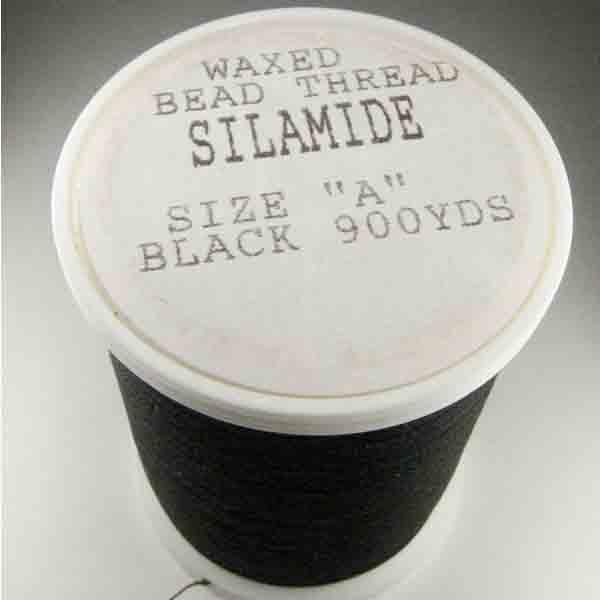 WAXED
BEAD THREAD
SILAMIDE
SIZE "A"
BLACK 900YDS